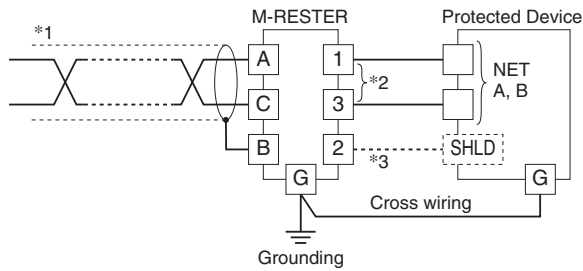 M-RESTER
Protected Device
*1
A
1
*2
NET
A, B
C
3
B
2
*3
SHLD
G
G
Cross wiring
Grounding